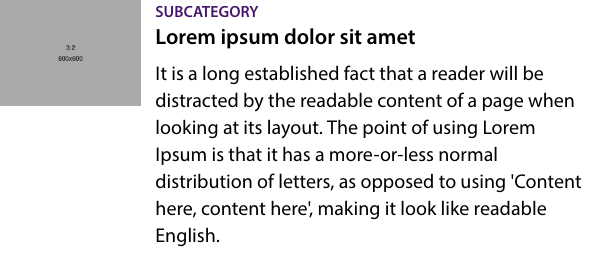 3:2
800x600
SUBCATEGORY
Lorem ipsum dolor sit amet
It is a long established fact that a reader will be
distracted by the readable content of a page when
looking at its layout. The point of using Lorem
Ipsum is that it has a more-or-less normal
distribution of letters, as opposed to using 'Content
here, content here', making it look like readable
English.